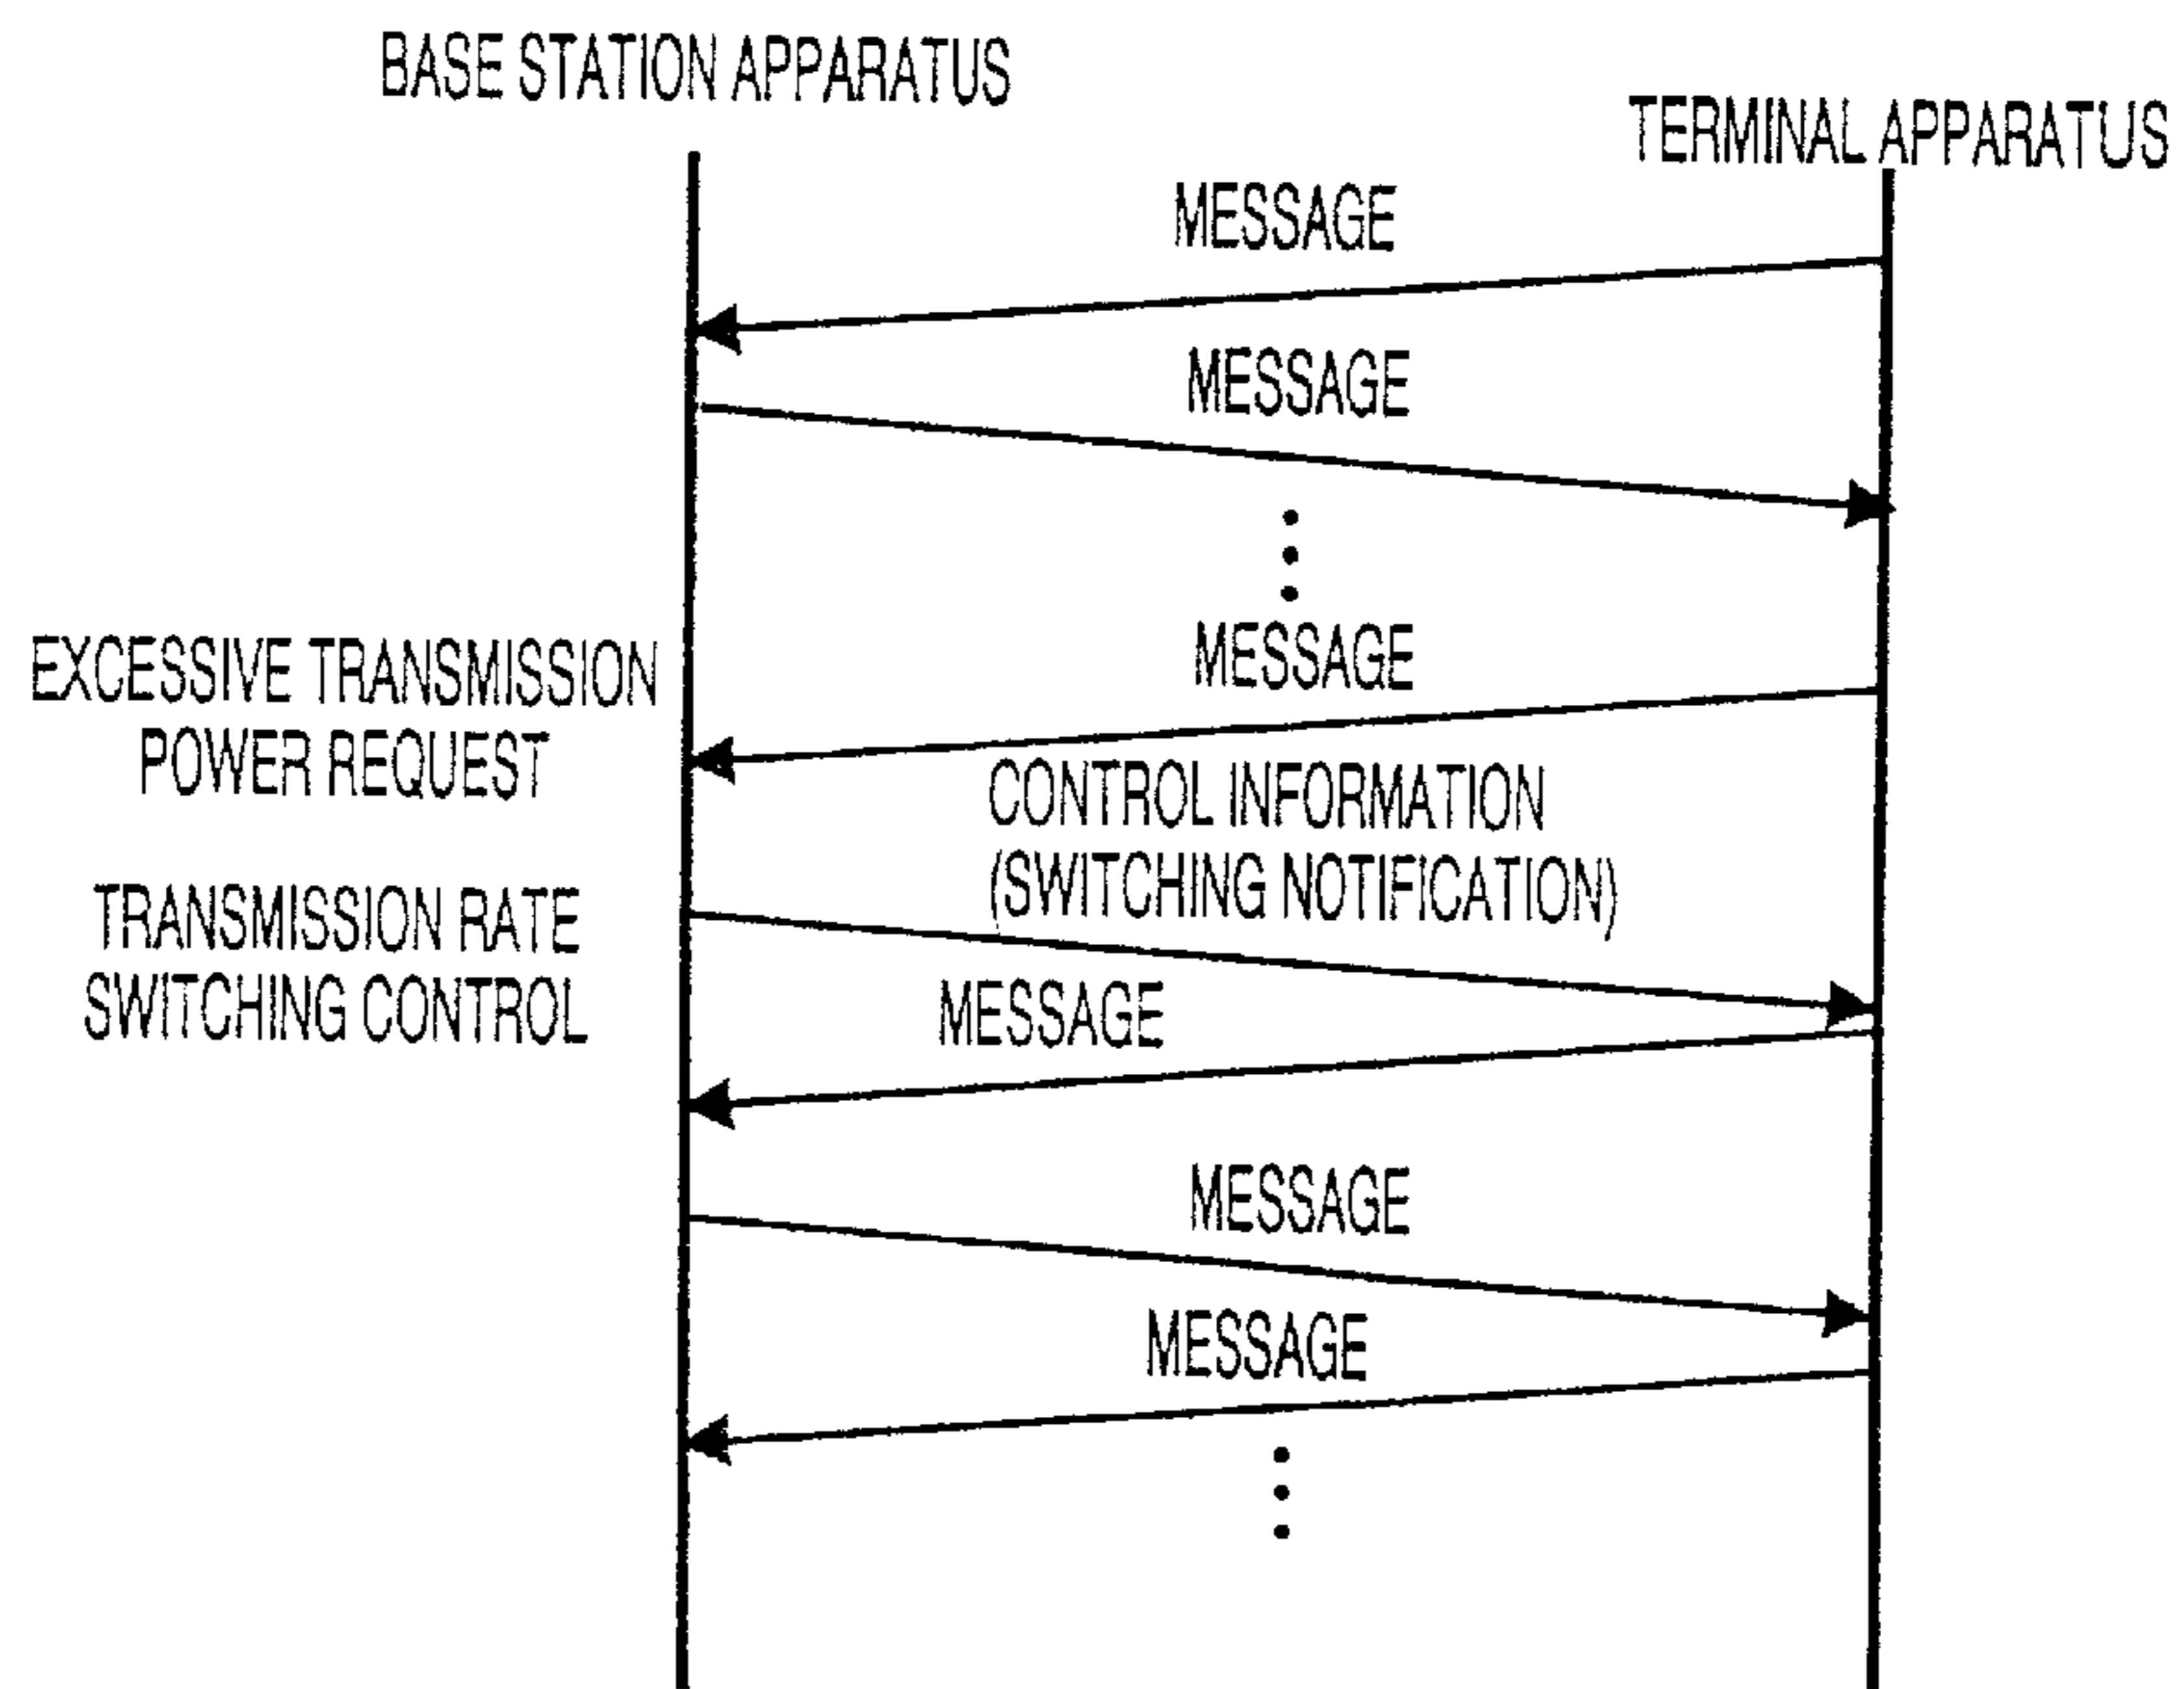 BASE STATION APPARATUS
TERMINAL APPARATUS
MESSAGE
MESSAGE
MESSAGE
EXCESSIVE TRANSMISSION
POWER REQUEST
CONTROL INFORMATION
(SWITCHING NOTIFICATION)
TRANSMISSION RATE
SWITCHING CONTROL
MESSAGE
MESSAGE
MESSAGE